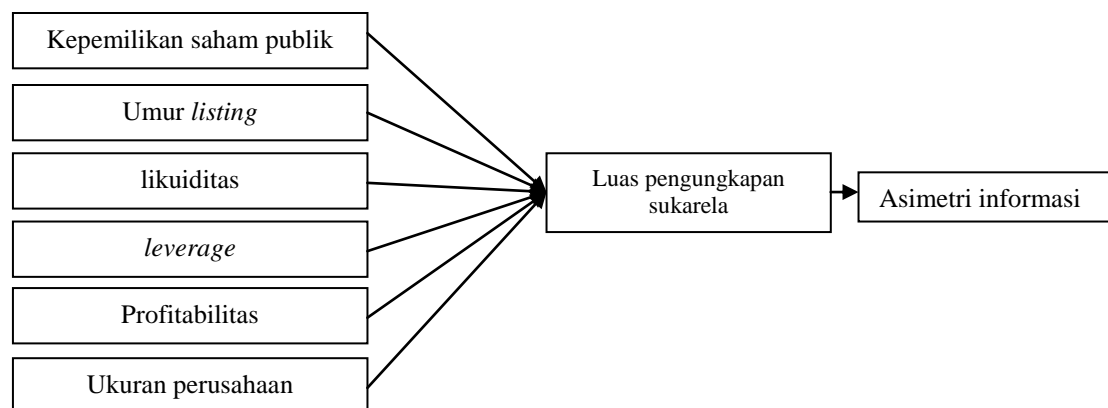 Kepemilikan saham publik
Umur listing
likuiditas
leverage
Profitabilitas
Ukuran perusahaan
Luas pengungkapan
sukarela
Asimetri informasi